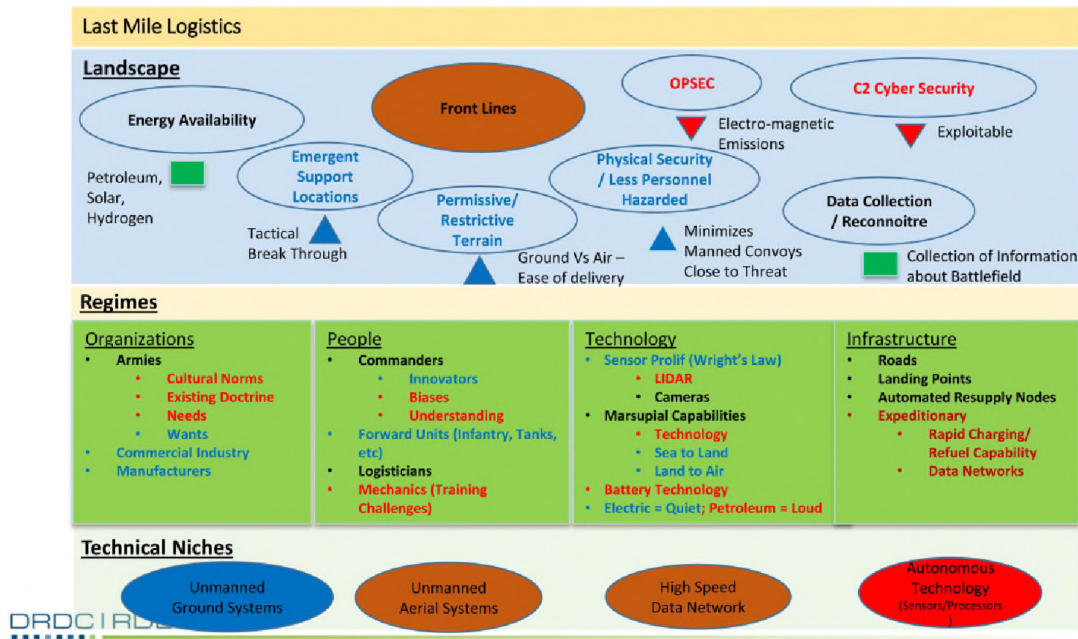 Last Mile Logistics
Landscape
Energy Availability
Front Lines
OPSEC
C2 Cyber Security
Petroleum,
Solar,
Hydrogen
Emergent
Support
Locations
Tactical
Break Through
Permissive/
Restrictive
Terrain
Ground Vs Air –
Ease of delivery
Electro-magnetic
Emissions
Physical Security
/ Less Personnel
Hazarded
Minimizes
Manned Convoys
Close to Threat
Exploitable
Data Collection
/ Reconnoitre
Collection of Information
about Battlefield
Regimes
Organizations
• Armies
• Cultural Norms
• Existing Doctrine
• Needs
• Wants
• Commercial Industry
• Manufacturers
People
• Commanders
• Innovators
• Biases
• Understanding
• Forward Units (Infantry, Tanks,
etc)
• Logisticians
• Mechanics (Training
Challenges)
Technology
• Sensor Prolif (Wright's Law)
• LIDAR
• Cameras
• Marsupial Capabilities
• Technology
• Sea to Land
• Land to Air
• Battery Technology
• Electric = Quiet; Petroleum = Loud
Infrastructure
• Roads
• Landing Points
• Automated Resupply Nodes
• Expeditionary
• Rapid Charging/
Refuel Capability
• Data Networks
Technical Niches
Unmanned
Ground Systems
Unmanned
Aerial Systems
High Speed
Data Network
Autonomous
Technology
(Sensors/Processors
)